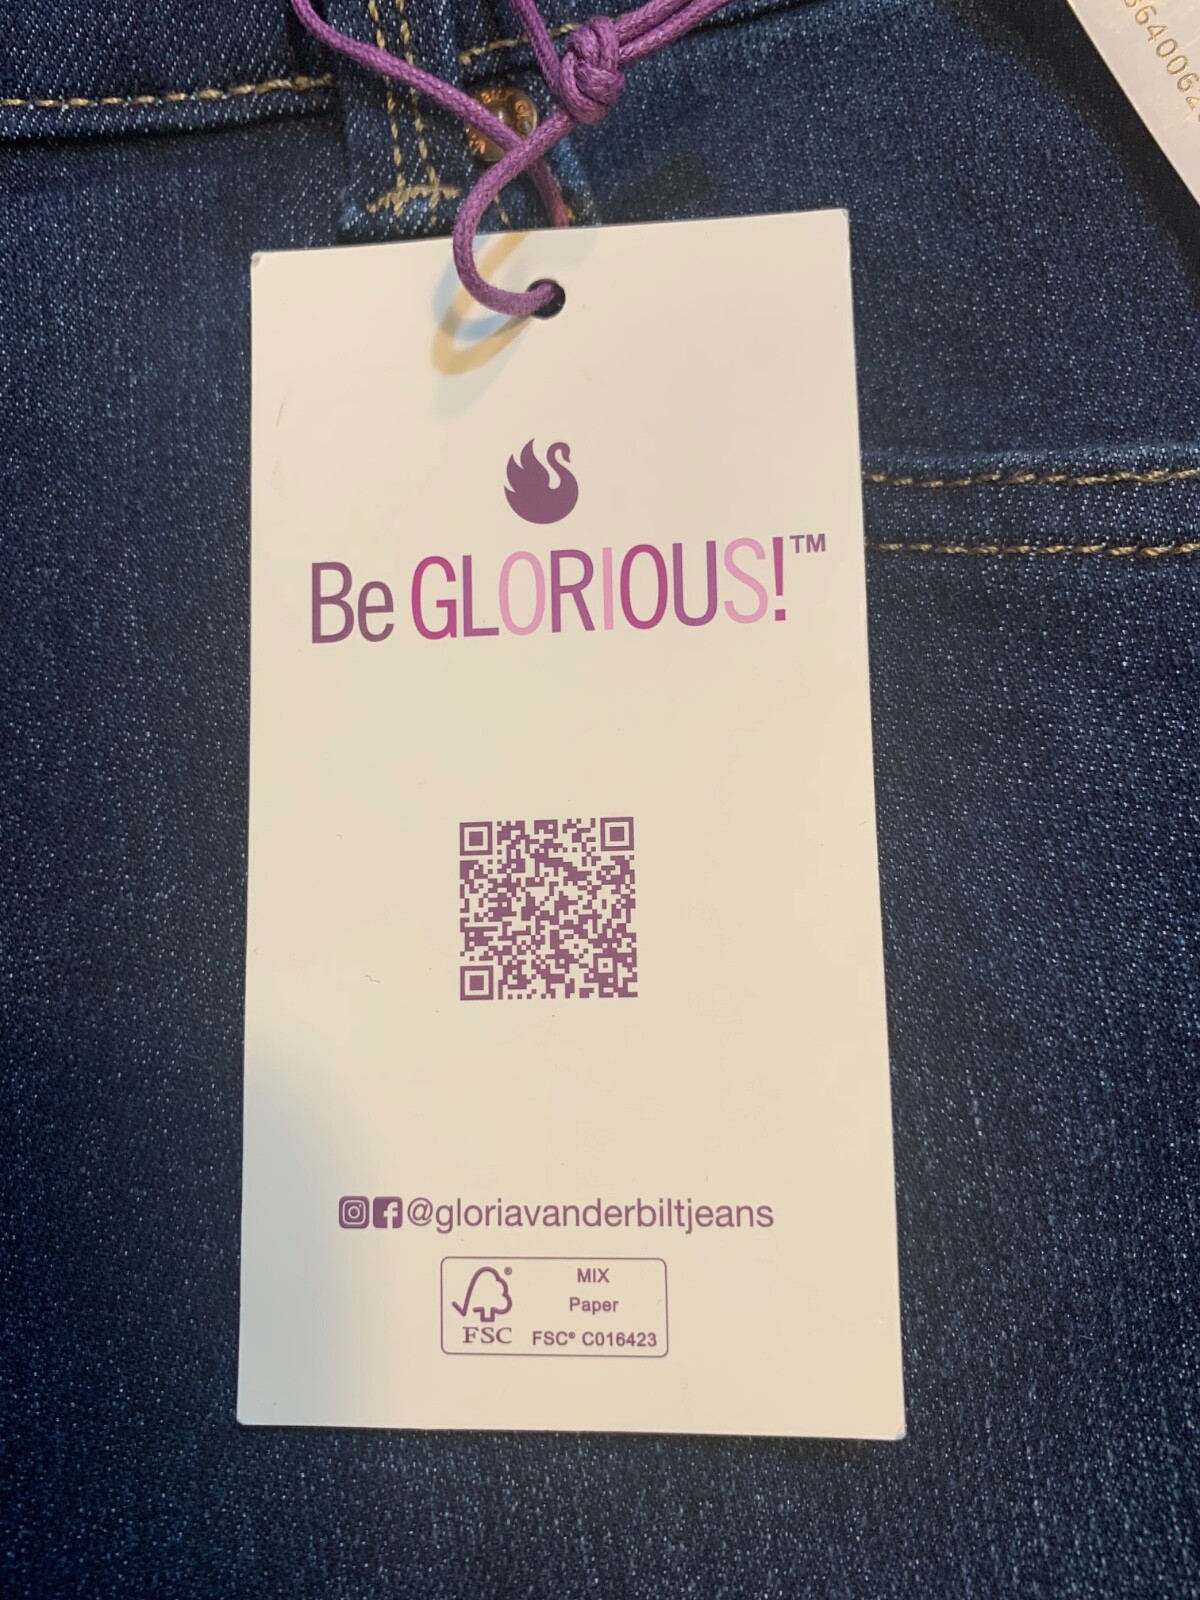 Be GLORIOUS!™
@gloriavanderbiltjeans
MIX
Paper
FSC® C016423
FSC